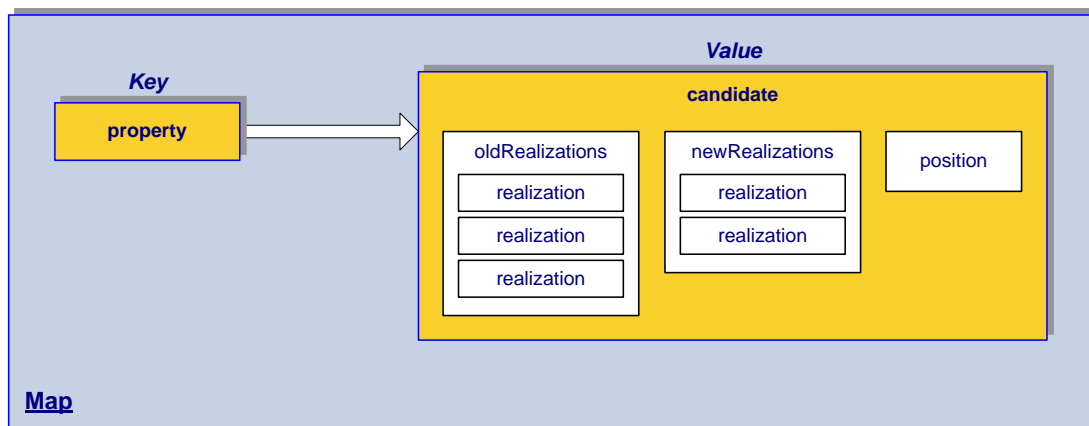 Value
Key
candidate
property
oldRealizations
newRealizations
position
realization
realization
realization
realization
realization
Map